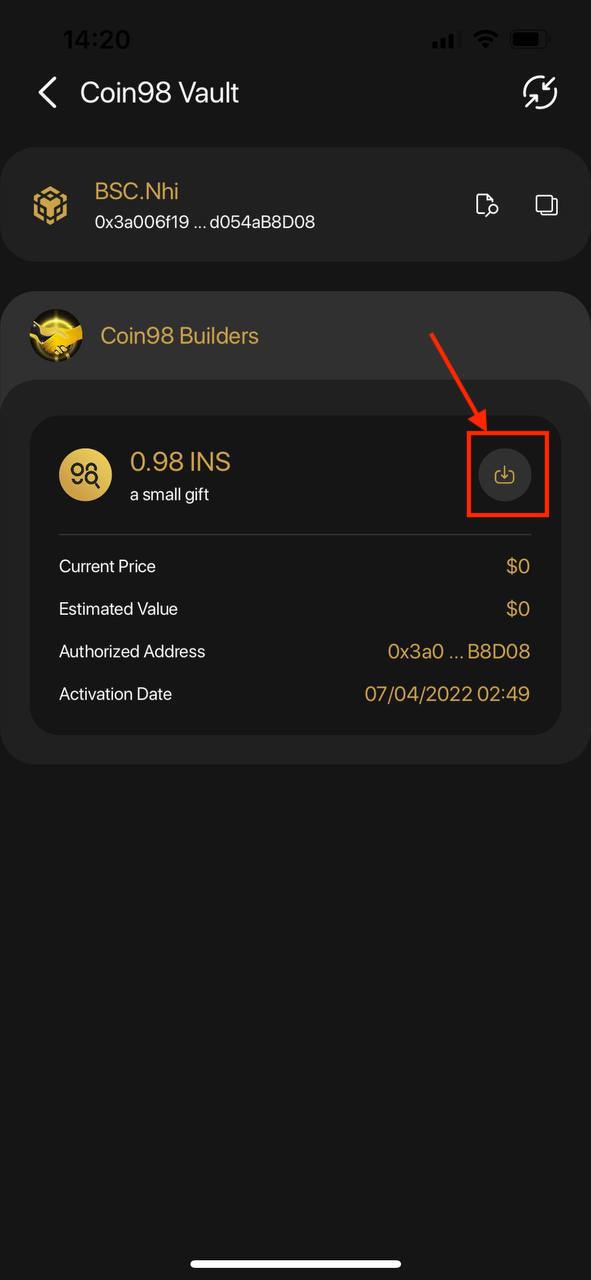 14:20
Coin98 Vault
BSC.Nhi
0x3a006f19 ... d054aB8D08
Coin98 Builders
98
0.98 INS
a small gift
Current Price $0
Estimated Value $0
Authorized Address 0x3a0 ... B8D08
Activation Date 07/04/2022 02:49